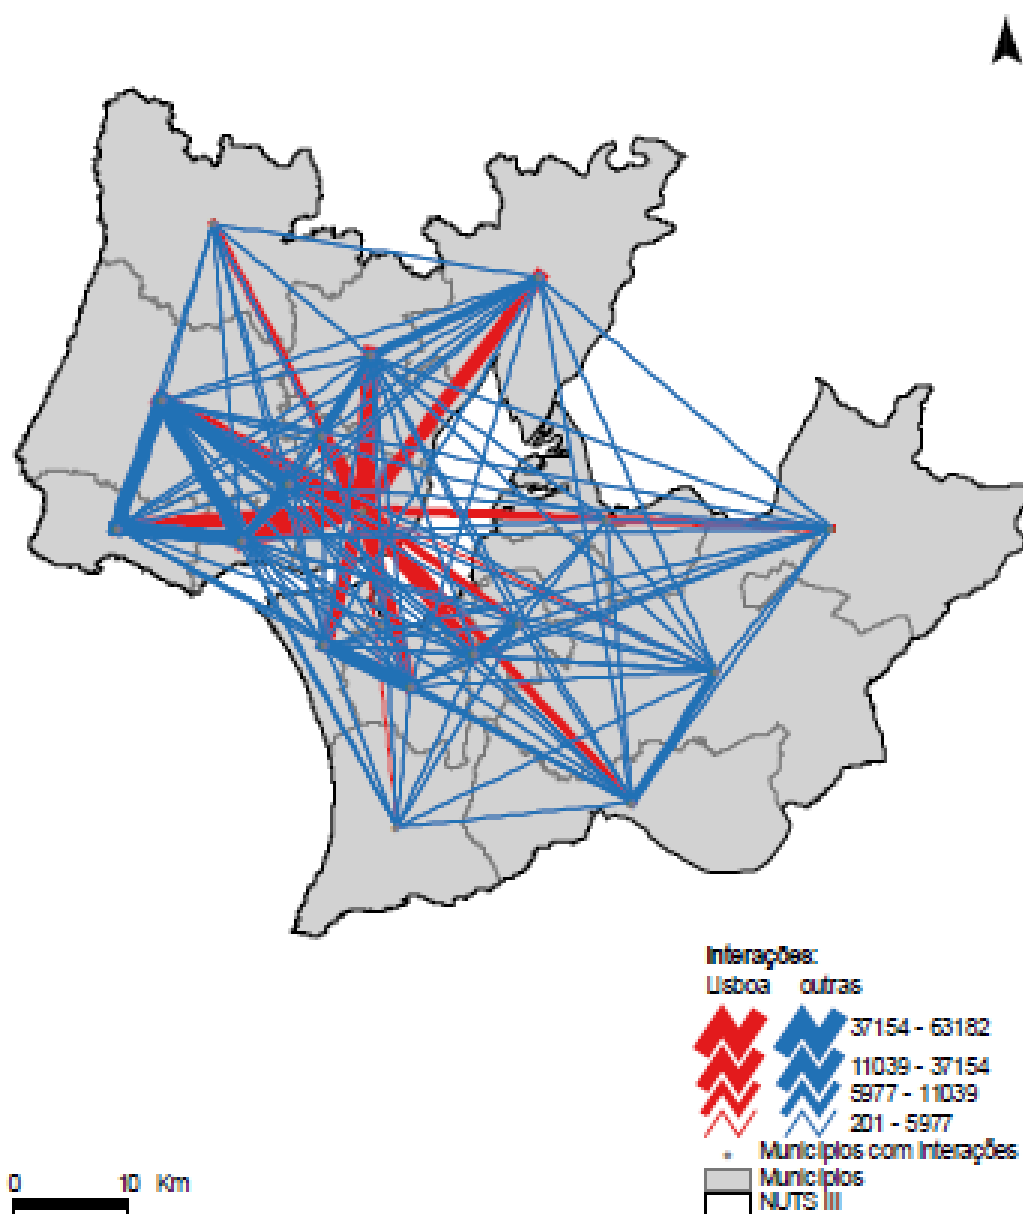 Interações:
Lisboa outras
37154 - 63182
11039 - 37154
5977 - 11039
201 - 5977
Municípios com Interações
Municípios
NUTS III
0 10 Km